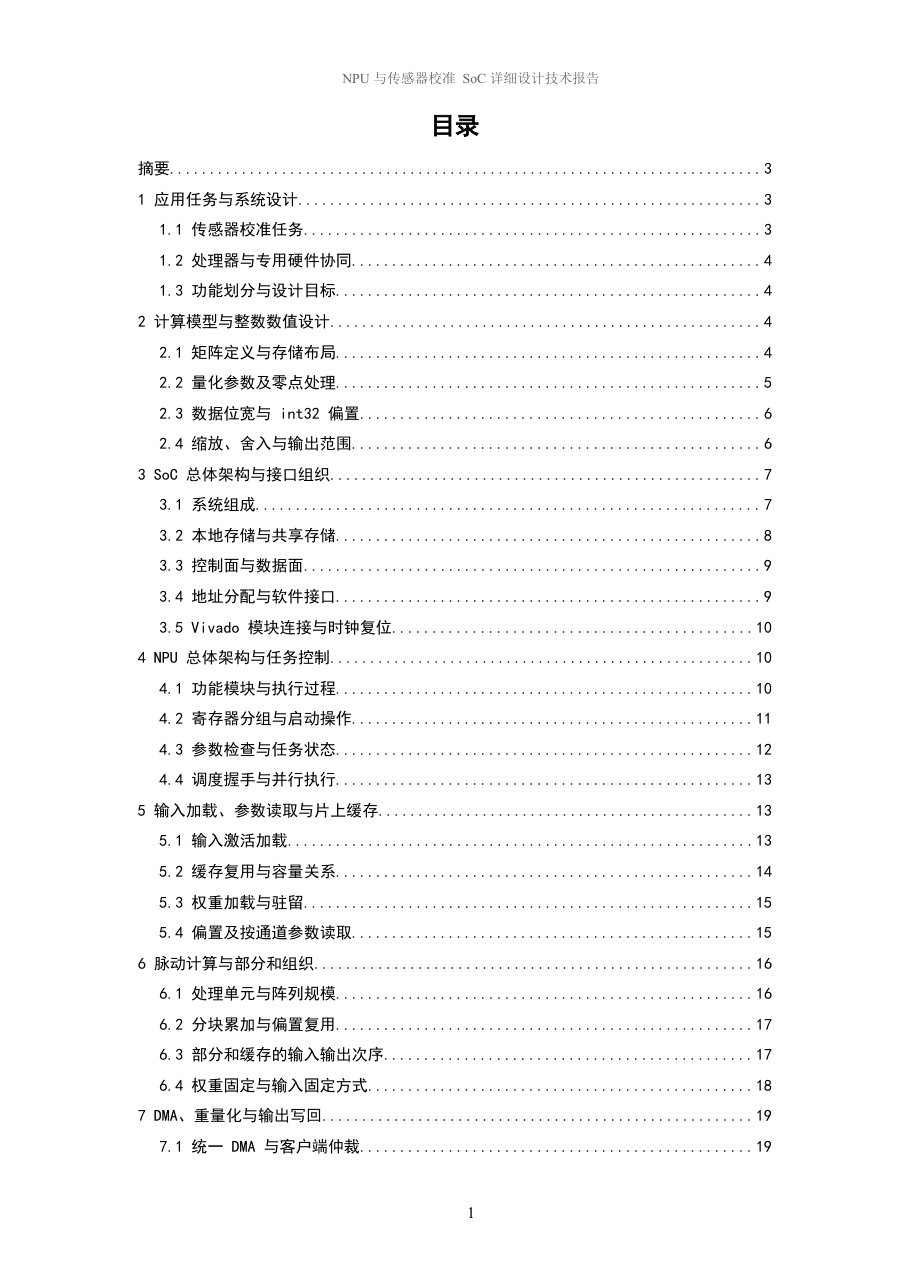 NPU 与传感器校准 SoC 详细设计技术报告
目录
摘要........................................................................3
1 应用任务与系统设计........................................................3
1.1 传感器校准任务........................................................3
1.2 处理器与专用硬件协同..................................................4
1.3 功能划分与设计目标....................................................4
2 计算模型与整数数值设计....................................................4
2.1 矩阵定义与存储布局....................................................4
2.2 量化参数及零点处理....................................................5
2.3 数据位宽与 int32 偏置.................................................6
2.4 缩放、舍入与输出范围..................................................6
3 SoC 总体架构与接口组织....................................................7
3.1 系统组成..............................................................7
3.2 本地存储与共享存储....................................................8
3.3 控制面与数据面........................................................9
3.4 地址分配与软件接口....................................................9
3.5 Vivado 模块连接与时钟复位............................................10
4 NPU 总体架构与任务控制...................................................10
4.1 功能模块与执行过程...................................................10
4.2 寄存器分组与启动操作.................................................11
4.3 参数检查与任务状态...................................................12
4.4 调度握手与并行执行...................................................13
5 输入加载、参数读取与片上缓存.............................................13
5.1 输入激活加载.........................................................13
5.2 缓存复用与容量关系...................................................14
5.3 权重加载与驻留.......................................................15
5.4 偏置及按通道参数读取.................................................15
6 脉动计算与部分和组织.....................................................16
6.1 处理单元与阵列规模...................................................16
6.2 分块累加与偏置复用...................................................17
6.3 部分和缓存的输入输出次序.............................................17
6.4 权重固定与输入固定方式...............................................18
7 DMA、重量化与输出写回....................................................19
7.1 统一 DMA 与客户端仲裁................................................19
1